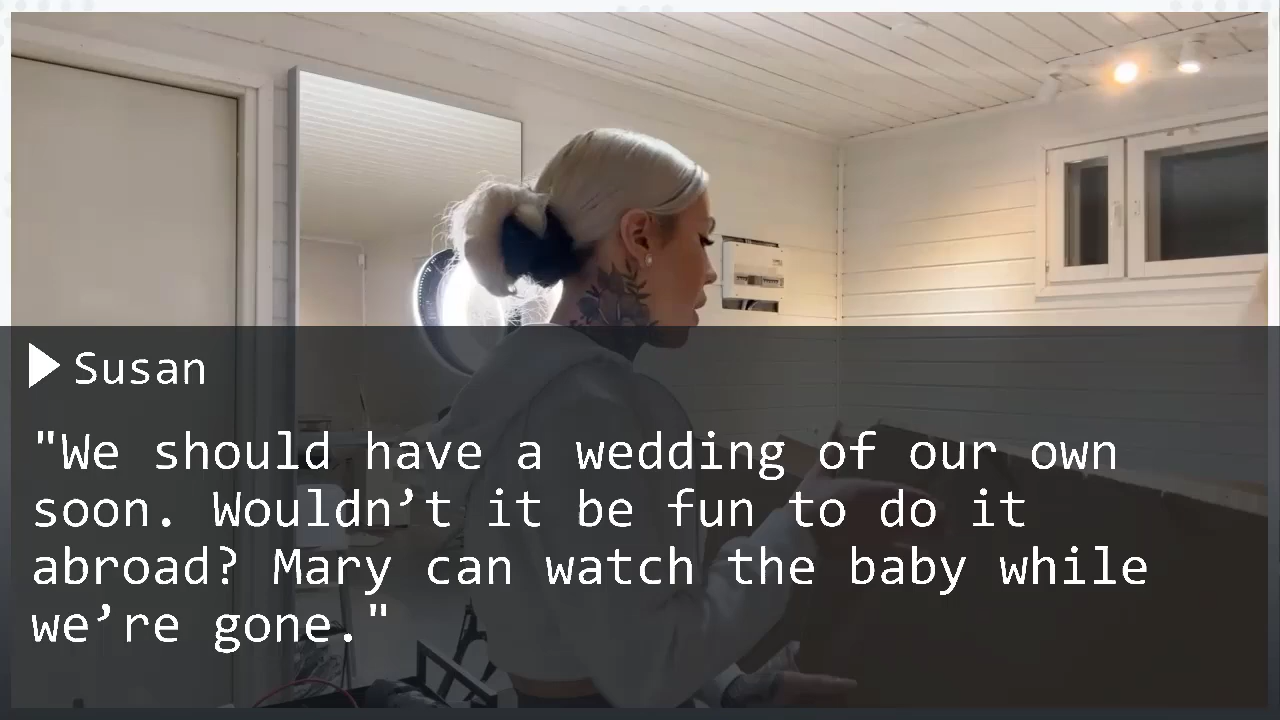 Susan
"We should have a wedding of our own
soon. Wouldn’t it be fun to do it
abroad? Mary can watch the baby while
we’re gone."